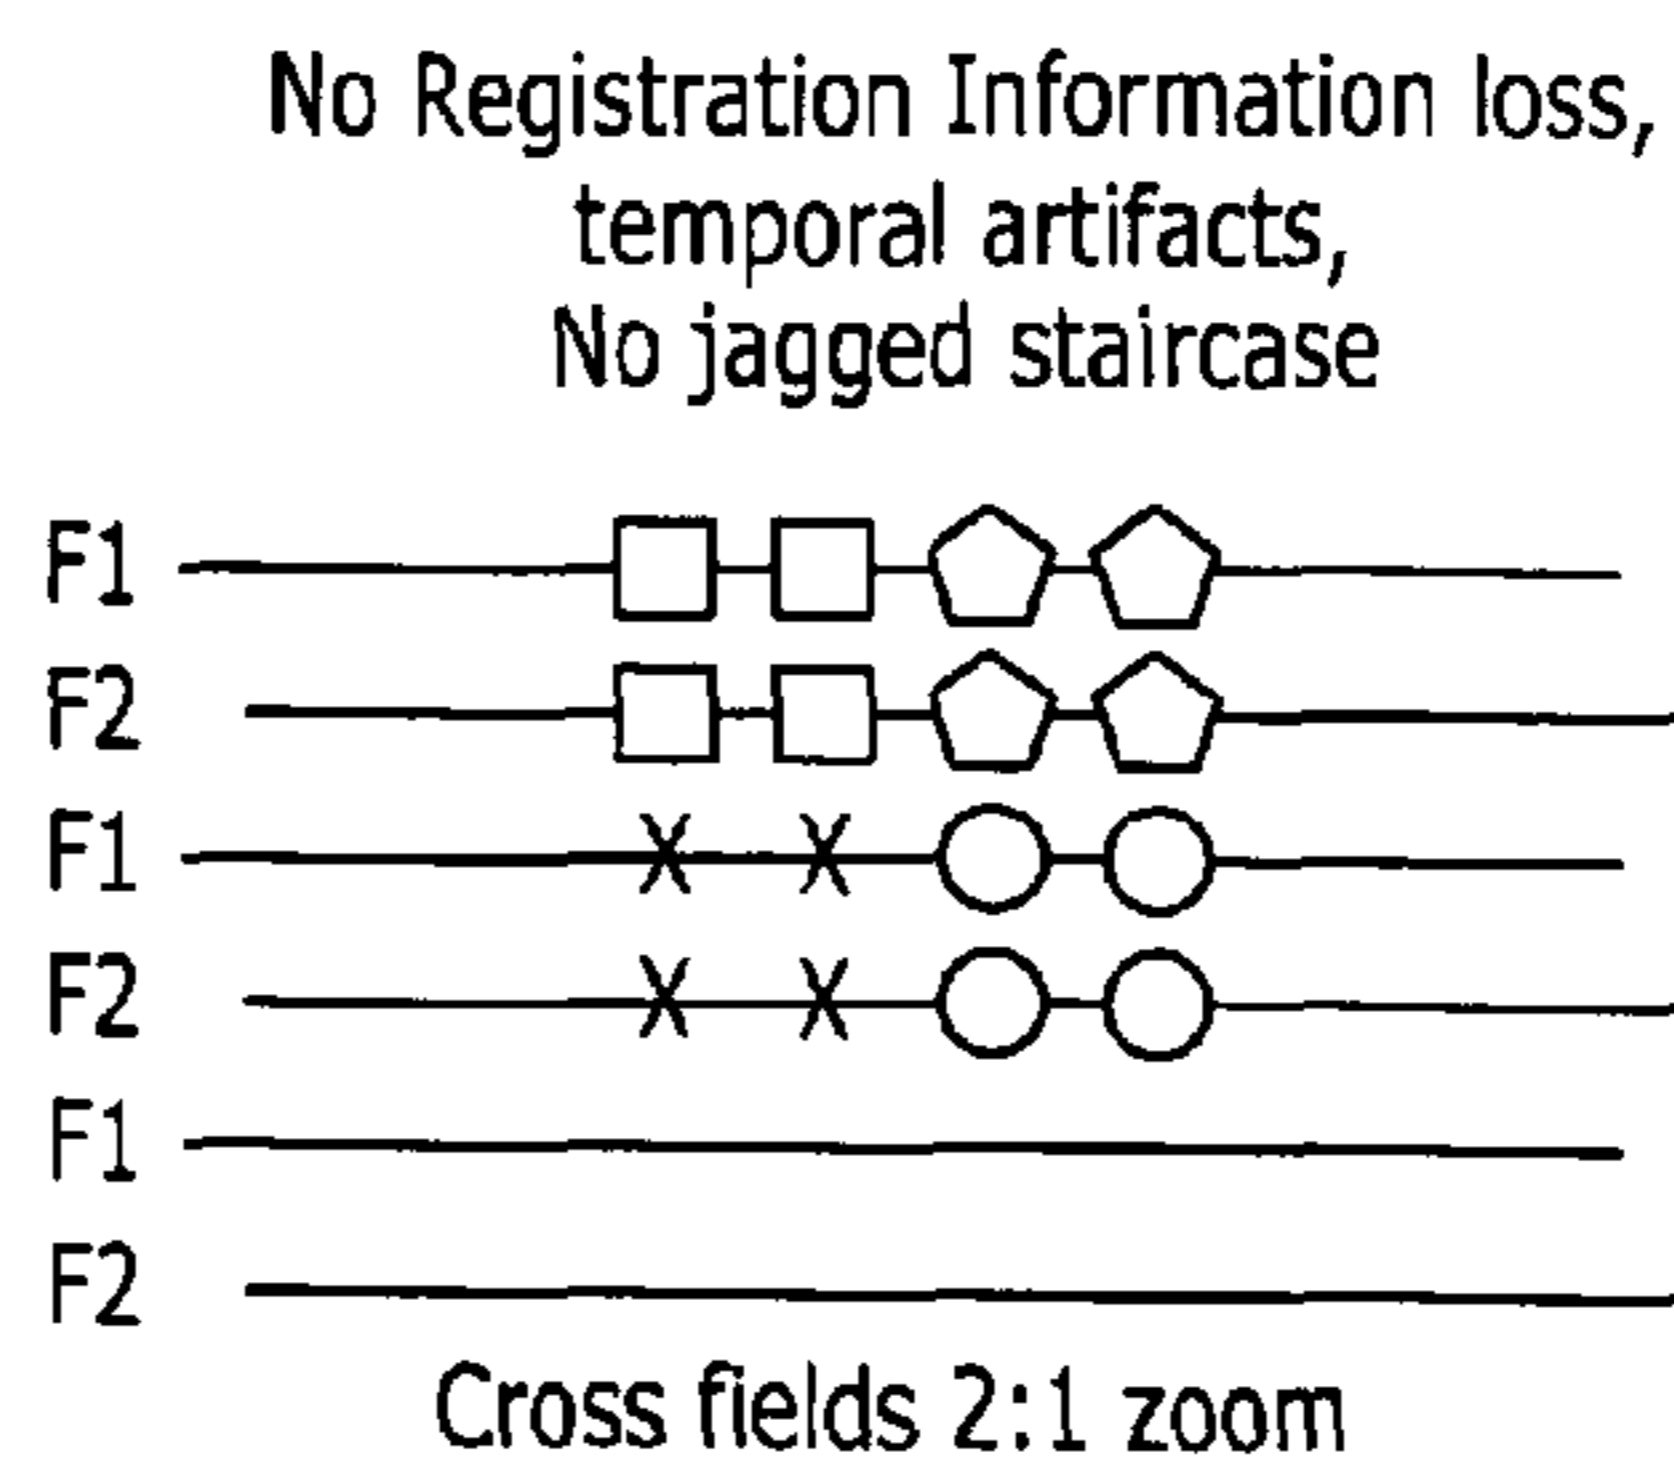 No Registration Information loss,
temporal artifacts,
No jagged staircase
F1
F2
F1
F2
F1
F2
Cross fields 2:1 zoom